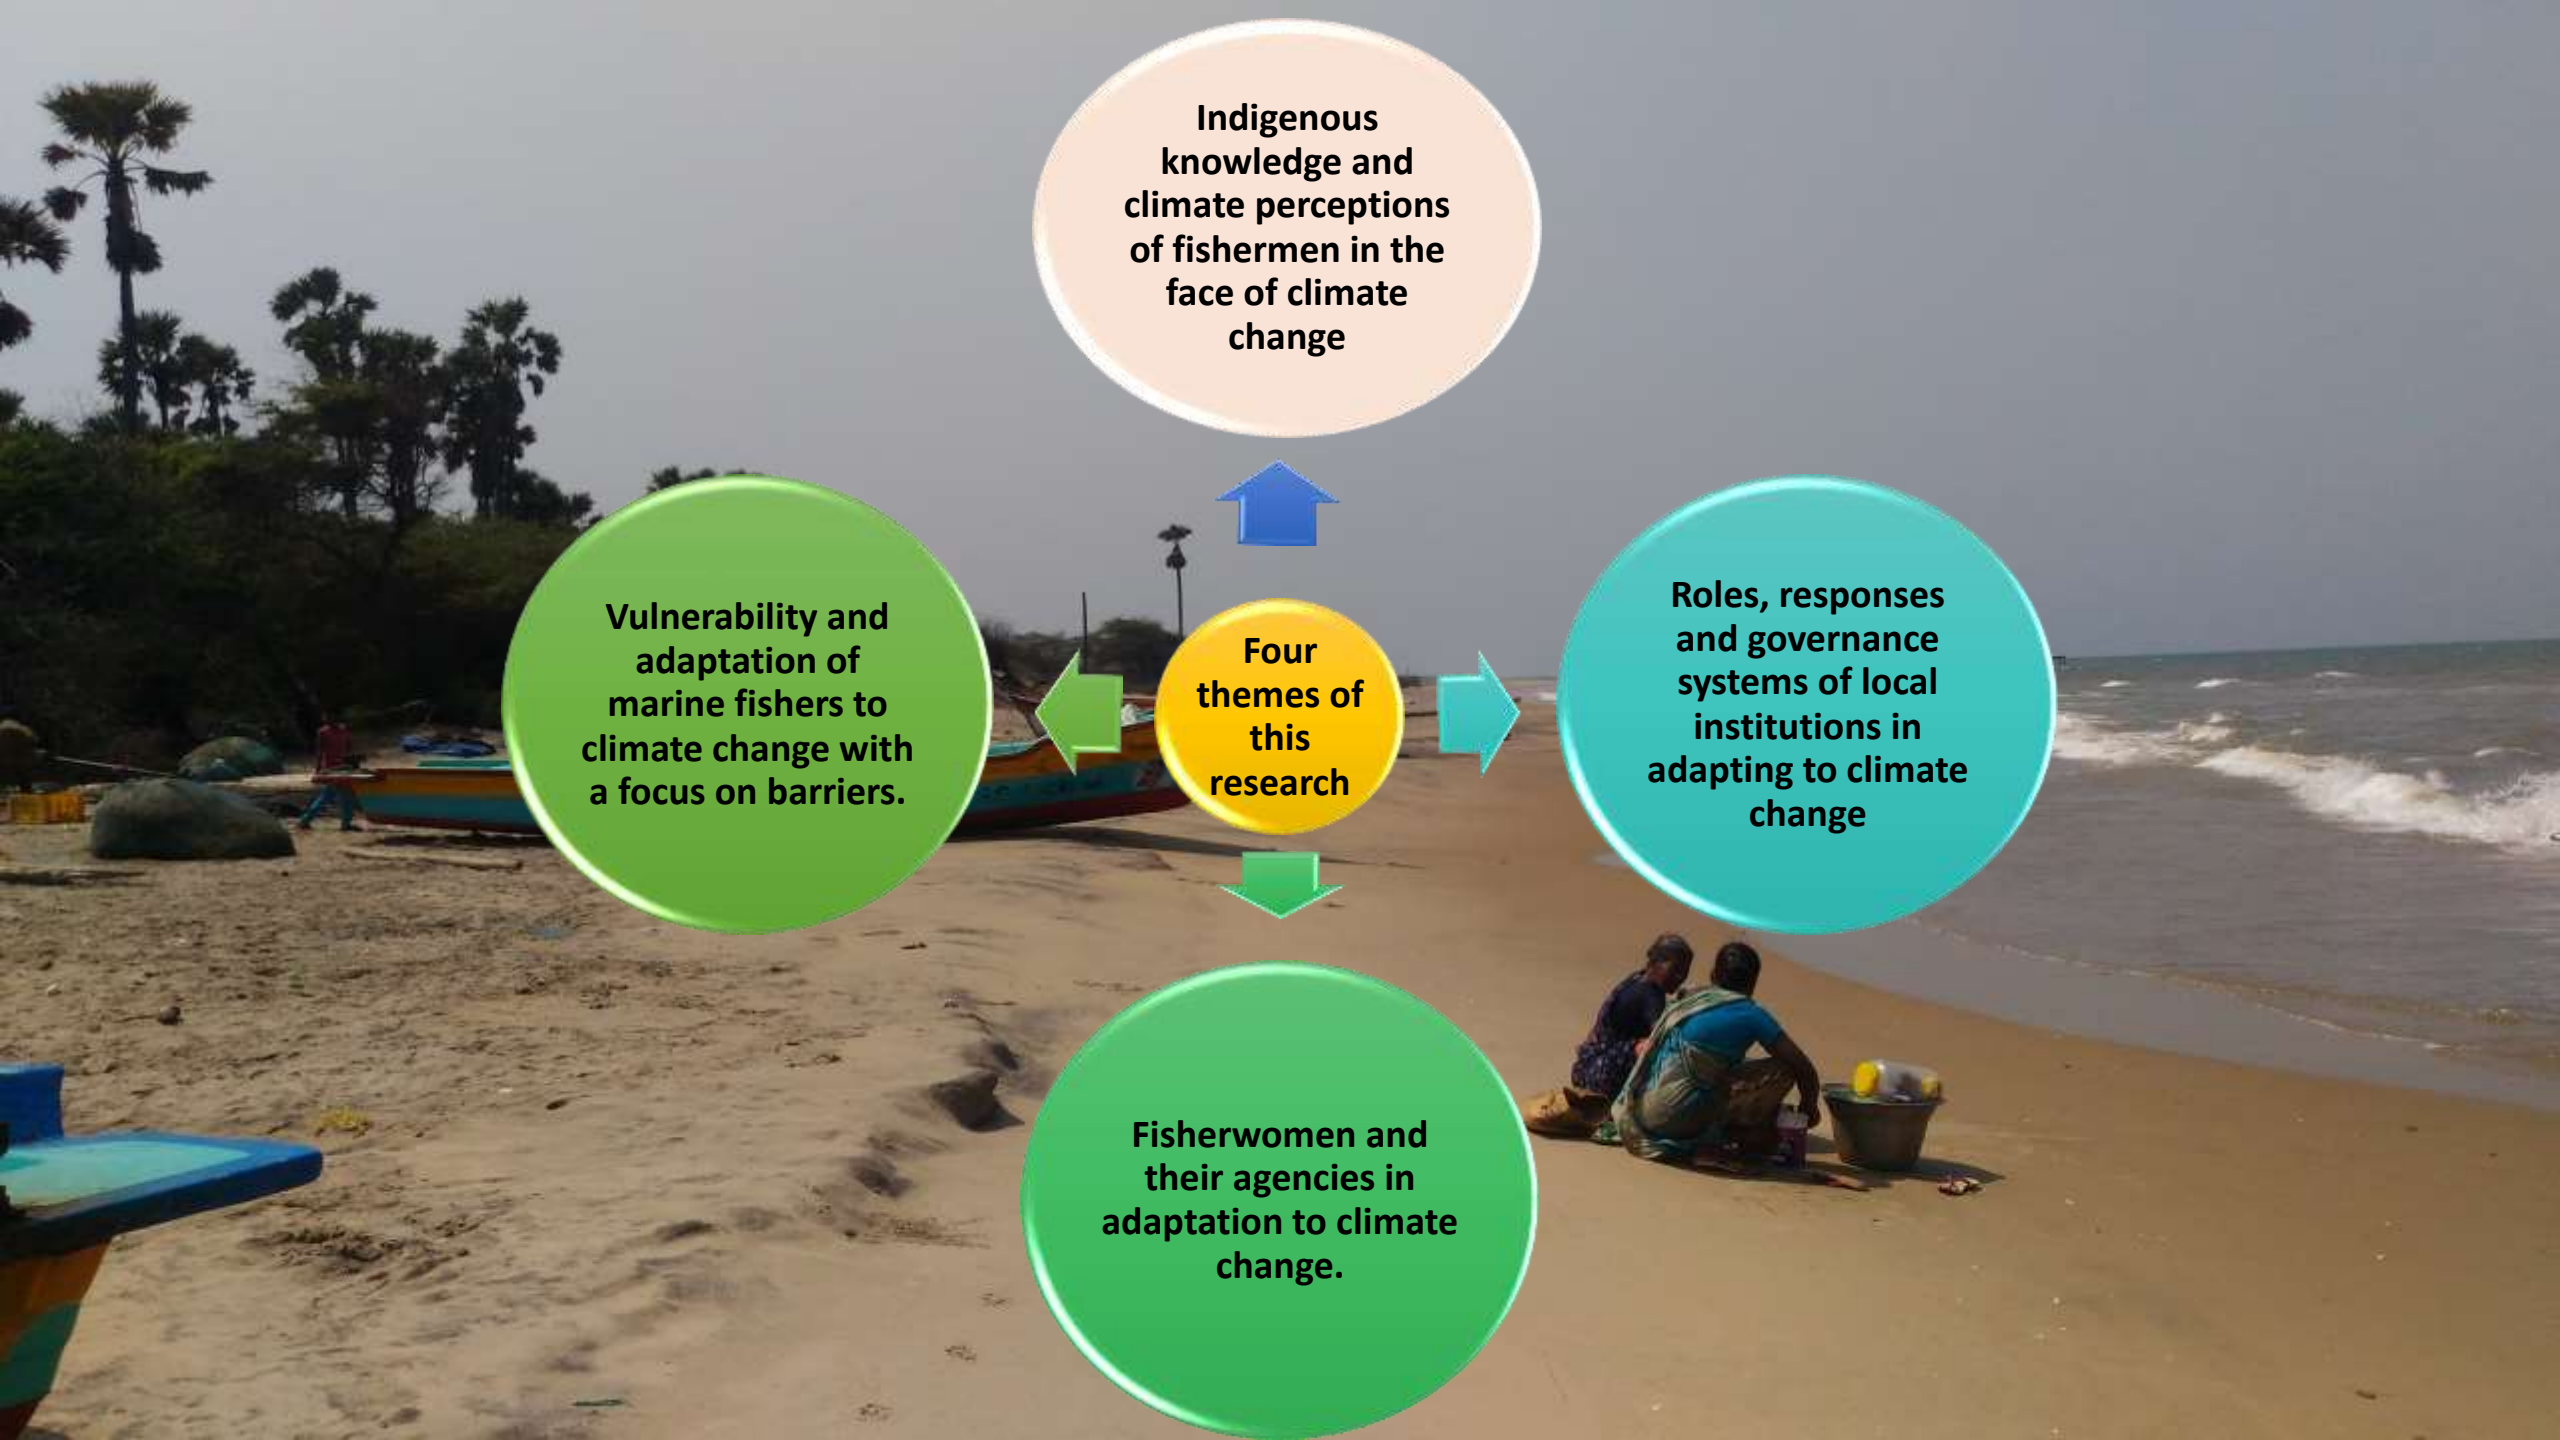 Indigenous
knowledge and
climate perceptions
of fishermen in the
face of climate
change
Vulnerability and
adaptation of
marine fishers to
climate change with
a focus on barriers.
Four
themes of
this
research
Roles, responses
and governance
systems of local
institutions in
adapting to climate
change
Fisherwomen and
their agencies in
adaptation to climate
change.